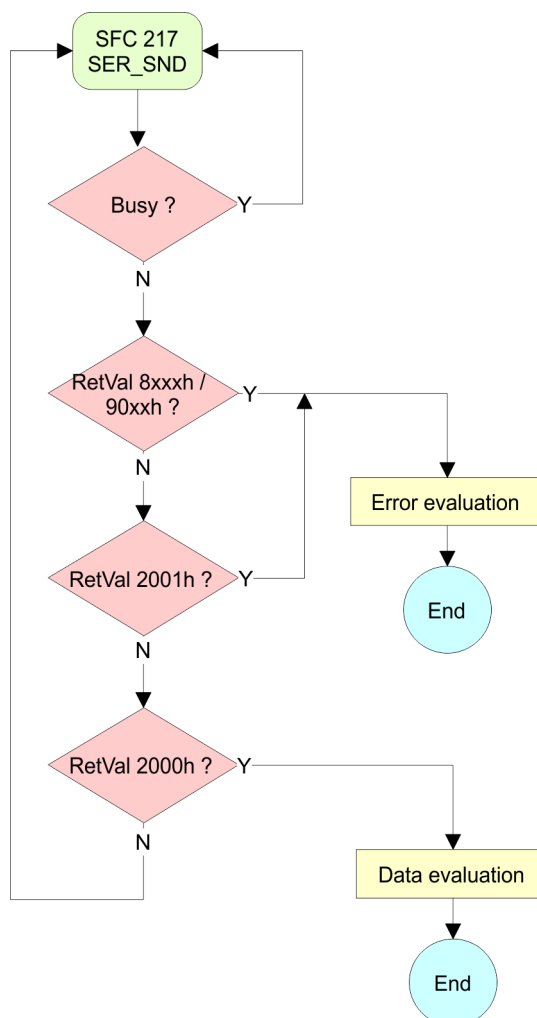 SFC 217
SER_SND
Busy ?
Y
N
RetVal 8xxxh /
90xxh ?
Y
N
Error evaluation
RetVal 2001h ?
Y
End
N
RetVal 2000h ?
Y
N
Data evaluation
End